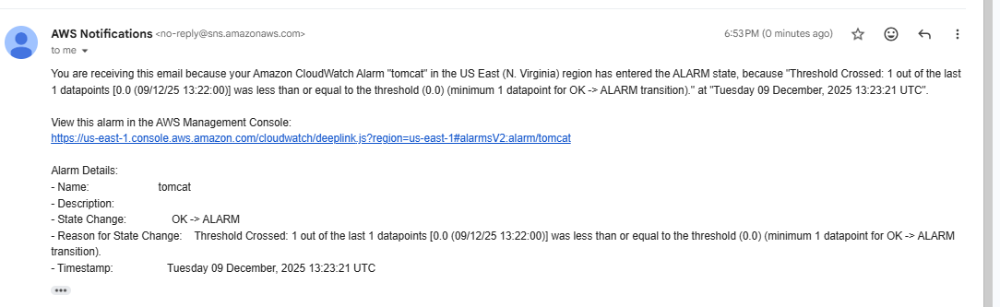 AWS Notifications <no-reply@sns.amazonaws.com>
6:53 PM (0 minutes ago)
to me
You are receiving this email because your Amazon CloudWatch Alarm "tomcat" in the US East (N. Virginia) region has entered the ALARM state, because "Threshold Crossed: 1 out of the last
1 datapoints [0.0 (09/12/25 13:22:00)] was less than or equal to the threshold (0.0) (minimum 1 datapoint for OK -> ALARM transition)." at "Tuesday 09 December, 2025 13:23:21 UTC".
View this alarm in the AWS Management Console:
https://us-east-1.console.aws.amazon.com/cloudwatch/deeplink.js?region=us-east-1#alarmsV2:alarm/tomcat
Alarm Details:
- Name: tomcat
- Description:
- State Change: OK -> ALARM
- Reason for State Change: Threshold Crossed: 1 out of the last 1 datapoints [0.0 (09/12/25 13:22:00)] was less than or equal to the threshold (0.0) (minimum 1 datapoint for OK -> ALARM
transition).
- Timestamp: Tuesday 09 December, 2025 13:23:21 UTC